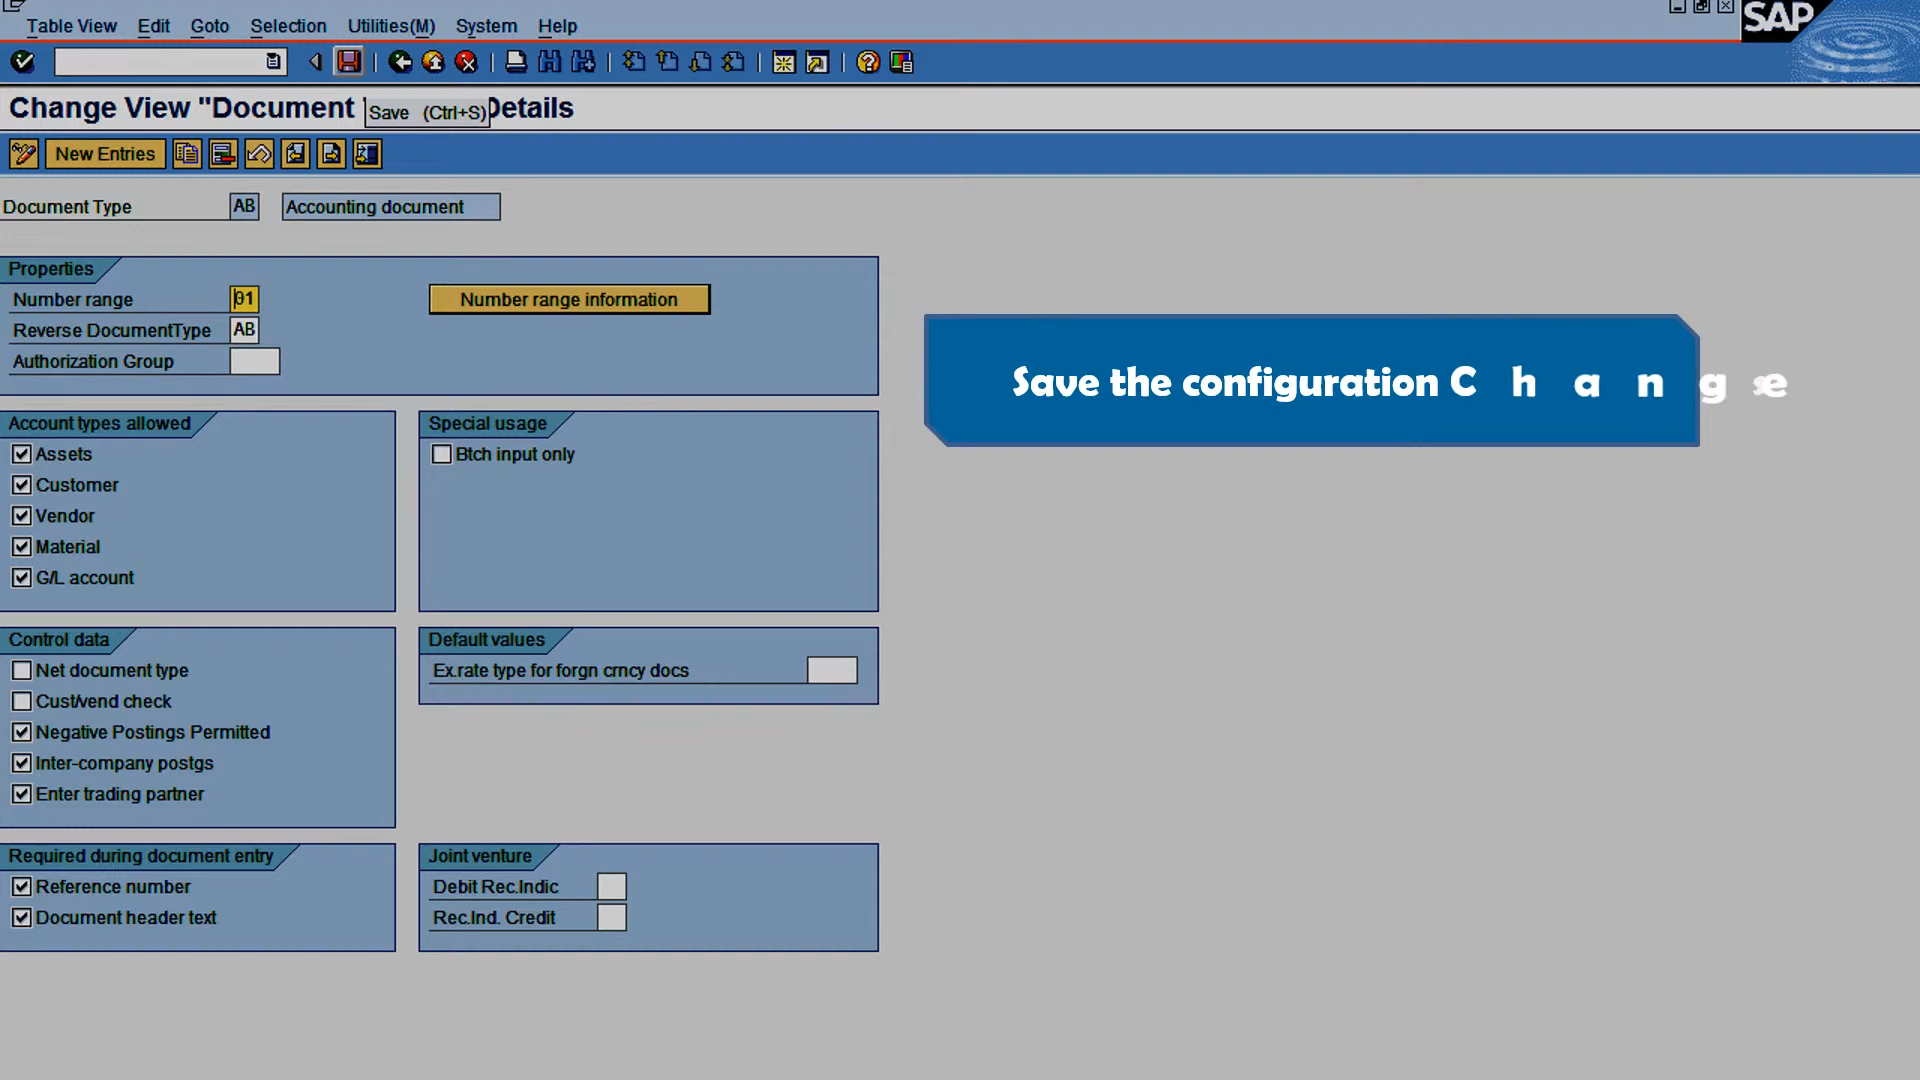 Table View Edit Goto Selection Utilities(M) System Help
SAP
Change View "Document Details
Save (Ctrl+S)
New Entries
Document Type AB Accounting document
Properties
Number range 01 Number range information
Reverse DocumentType AB
Authorization Group
Save the configuration Change
Account types allowed
Assets
Customer
Vendor
Material
G/L account
Special usage
Btch input only
Control data
Net document type
Cust/vend check
Negative Postings Permitted
Inter-company postgs
Enter trading partner
Default values
Ex.rate type for forgn crncy docs
Required during document entry
Reference number
Document header text
Joint venture
Debit Rec.Indic
Rec.Ind. Credit